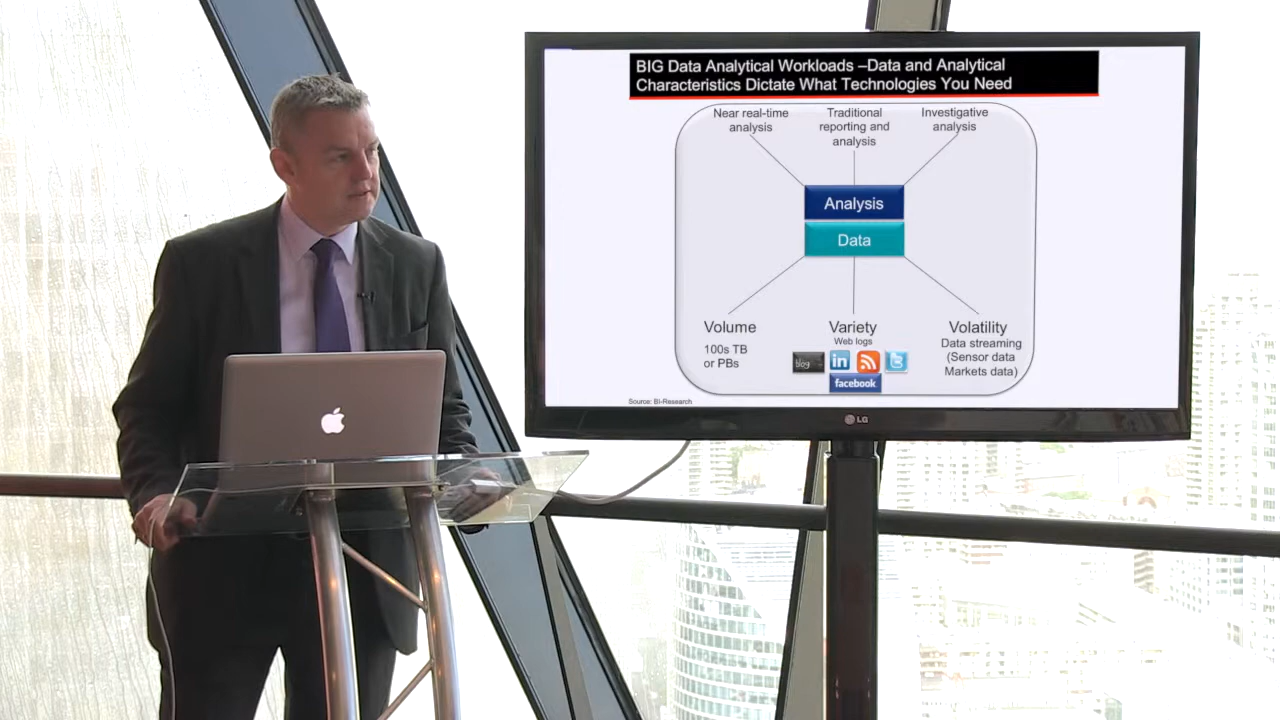 BIG Data Analytical Workloads –Data and Analytical
Characteristics Dictate What Technologies You Need
Near real-time
analysis
Traditional
reporting and
analysis
Investigative
analysis
Analysis
Data
Volume
100s TB
or PBs
Variety
Web logs
blog
in
facebook
Volatility
Data streaming
(Sensor data
Markets data)
Source: BI-Research
LG